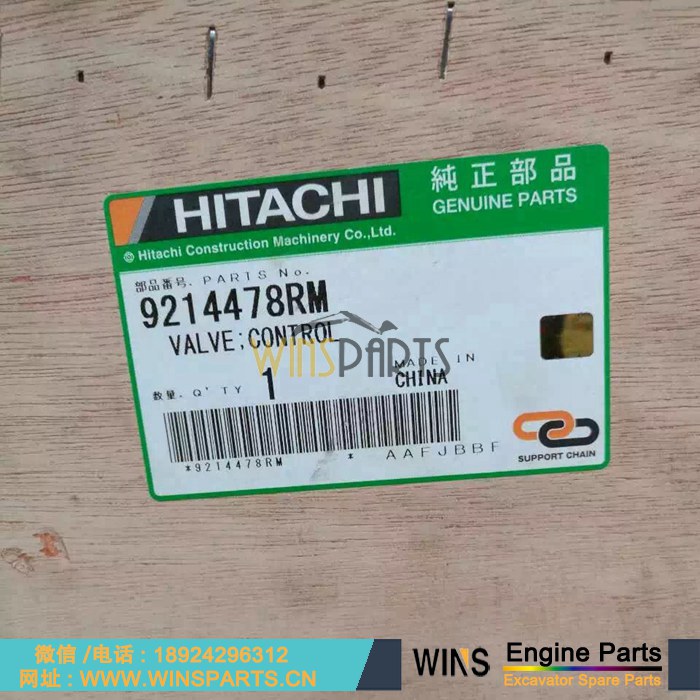 HITACHI
純正部品
GENUINE PARTS
© Hitachi Construction Machinery Co.,Ltd.
部品番号. PARTS No.
9214478RM
VALVE;CONTROL
WINSPARTS
MADE IN
CHINA
数量. Q'TY 1
*9214478RM *
AAFJBBF
SUPPORT CHAIN
微信/电话：18924296312
网址：WWW.WINSPARTS.CN
WINS
Engine Parts
Excavator Spare Parts